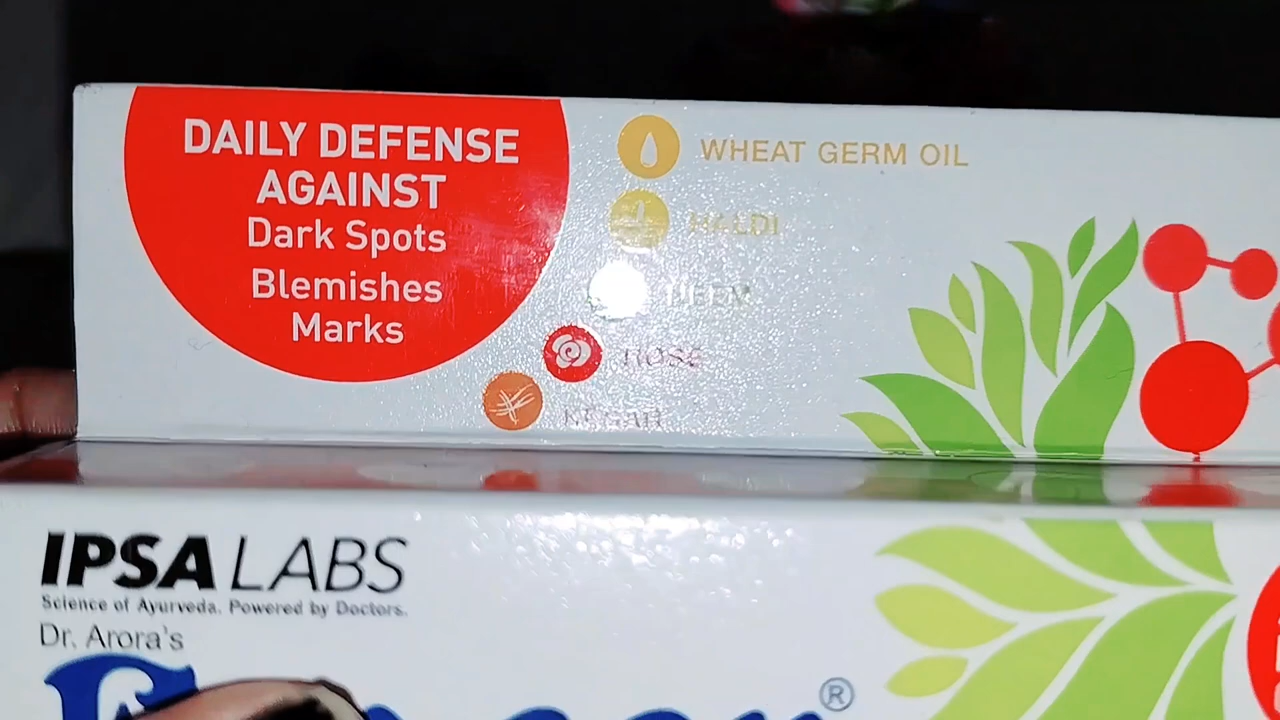 DAILY DEFENSE
AGAINST
Dark Spots
Blemishes
Marks
WHEAT GERM OIL
HALDI
NEEM
ROSE
KESAR
IPSA LABS
Science of Ayurveda. Powered by Doctors.
Dr. Arora's
®